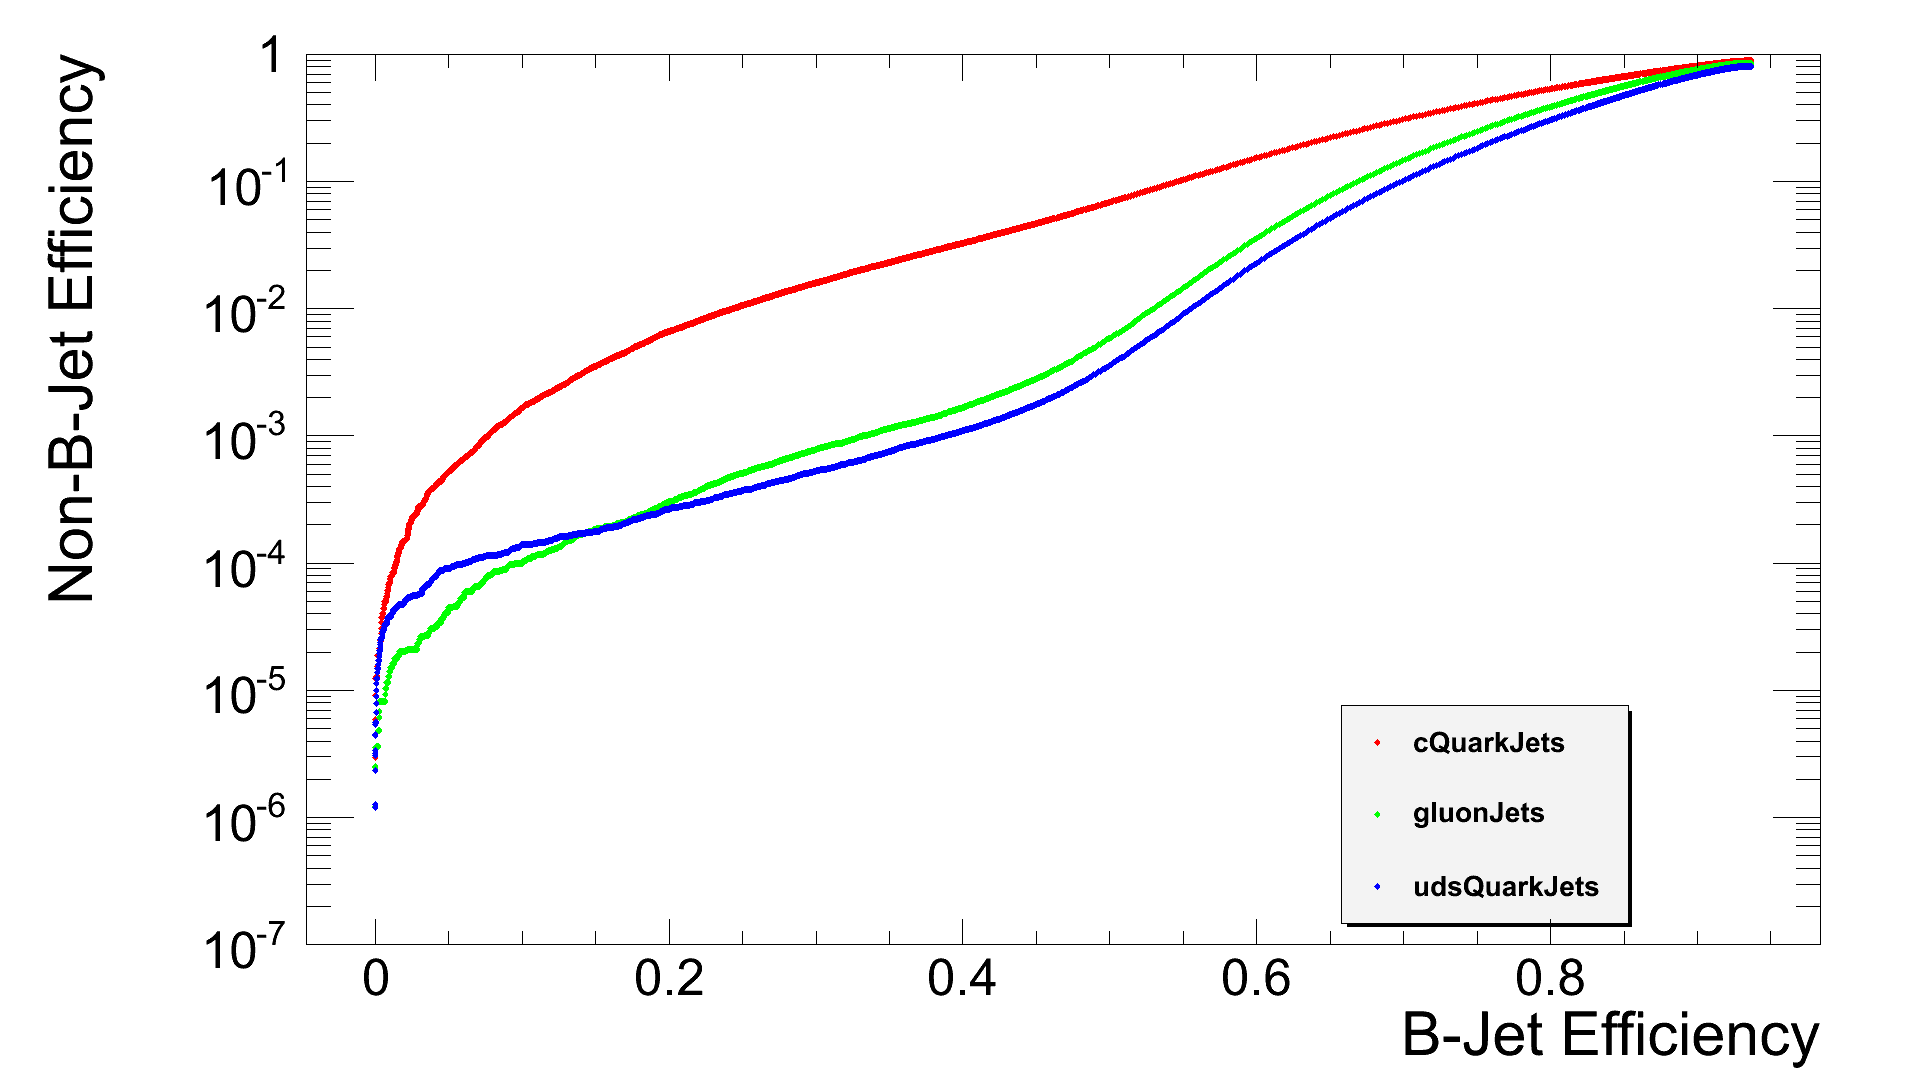 Non-B-Jet Efficiency
1
10-1
10-2
10-3
10-4
10-5
10-6
10-7
cQuarkJets
gluonJets
udsQuarkJets
0 0.2 0.4 0.6 0.8
B-Jet Efficiency